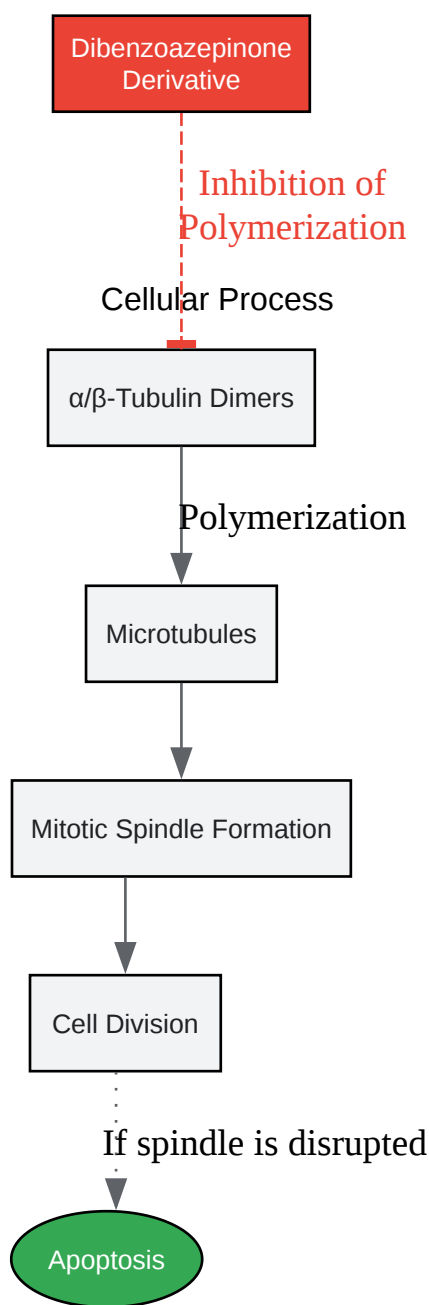 Dibenzoazepinone
Derivative
Inhibition of
Polymerization
Cellular Process
α/β-Tubulin Dimers
Polymerization
Microtubules
Mitotic Spindle Formation
Cell Division
If spindle is disrupted
Apoptosis